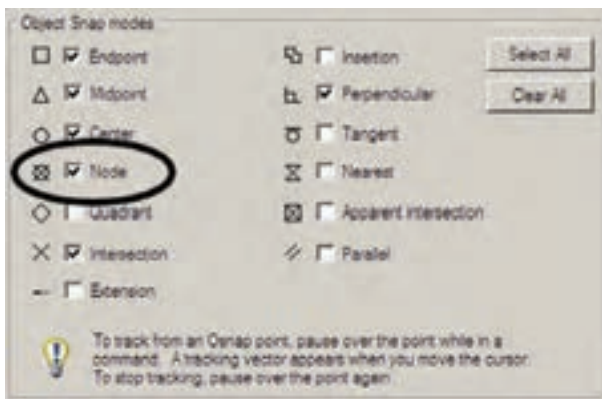 Object Snap modes
Endpoint
Midpoint
Center
Node
Quadrant
Intersection
Extension
Insertion
Perpendicular
Tangent
Nearest
Apparent intersection
Parallel
Select All
Clear All
To track from an Osnap point, pause over the point while in a
command. A tracking vector appears when you move the cursor.
To stop tracking, pause over the point again